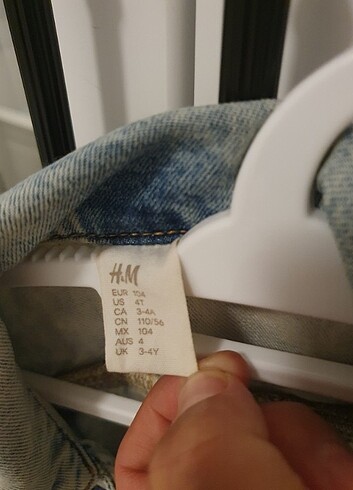 H&M
EUR 104
US 4T
CA 3-4A
CN 110/56
MX 104
AUS 4
UK 3-4Y